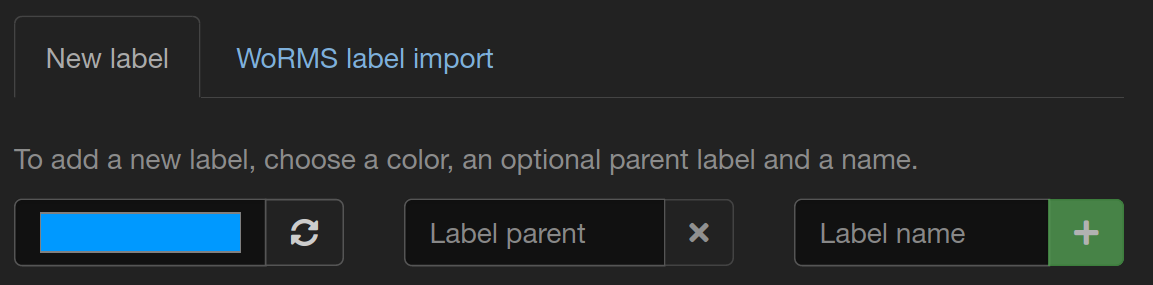 New label WoRMS label import
To add a new label, choose a color, an optional parent label and a name.
Label parent Label name